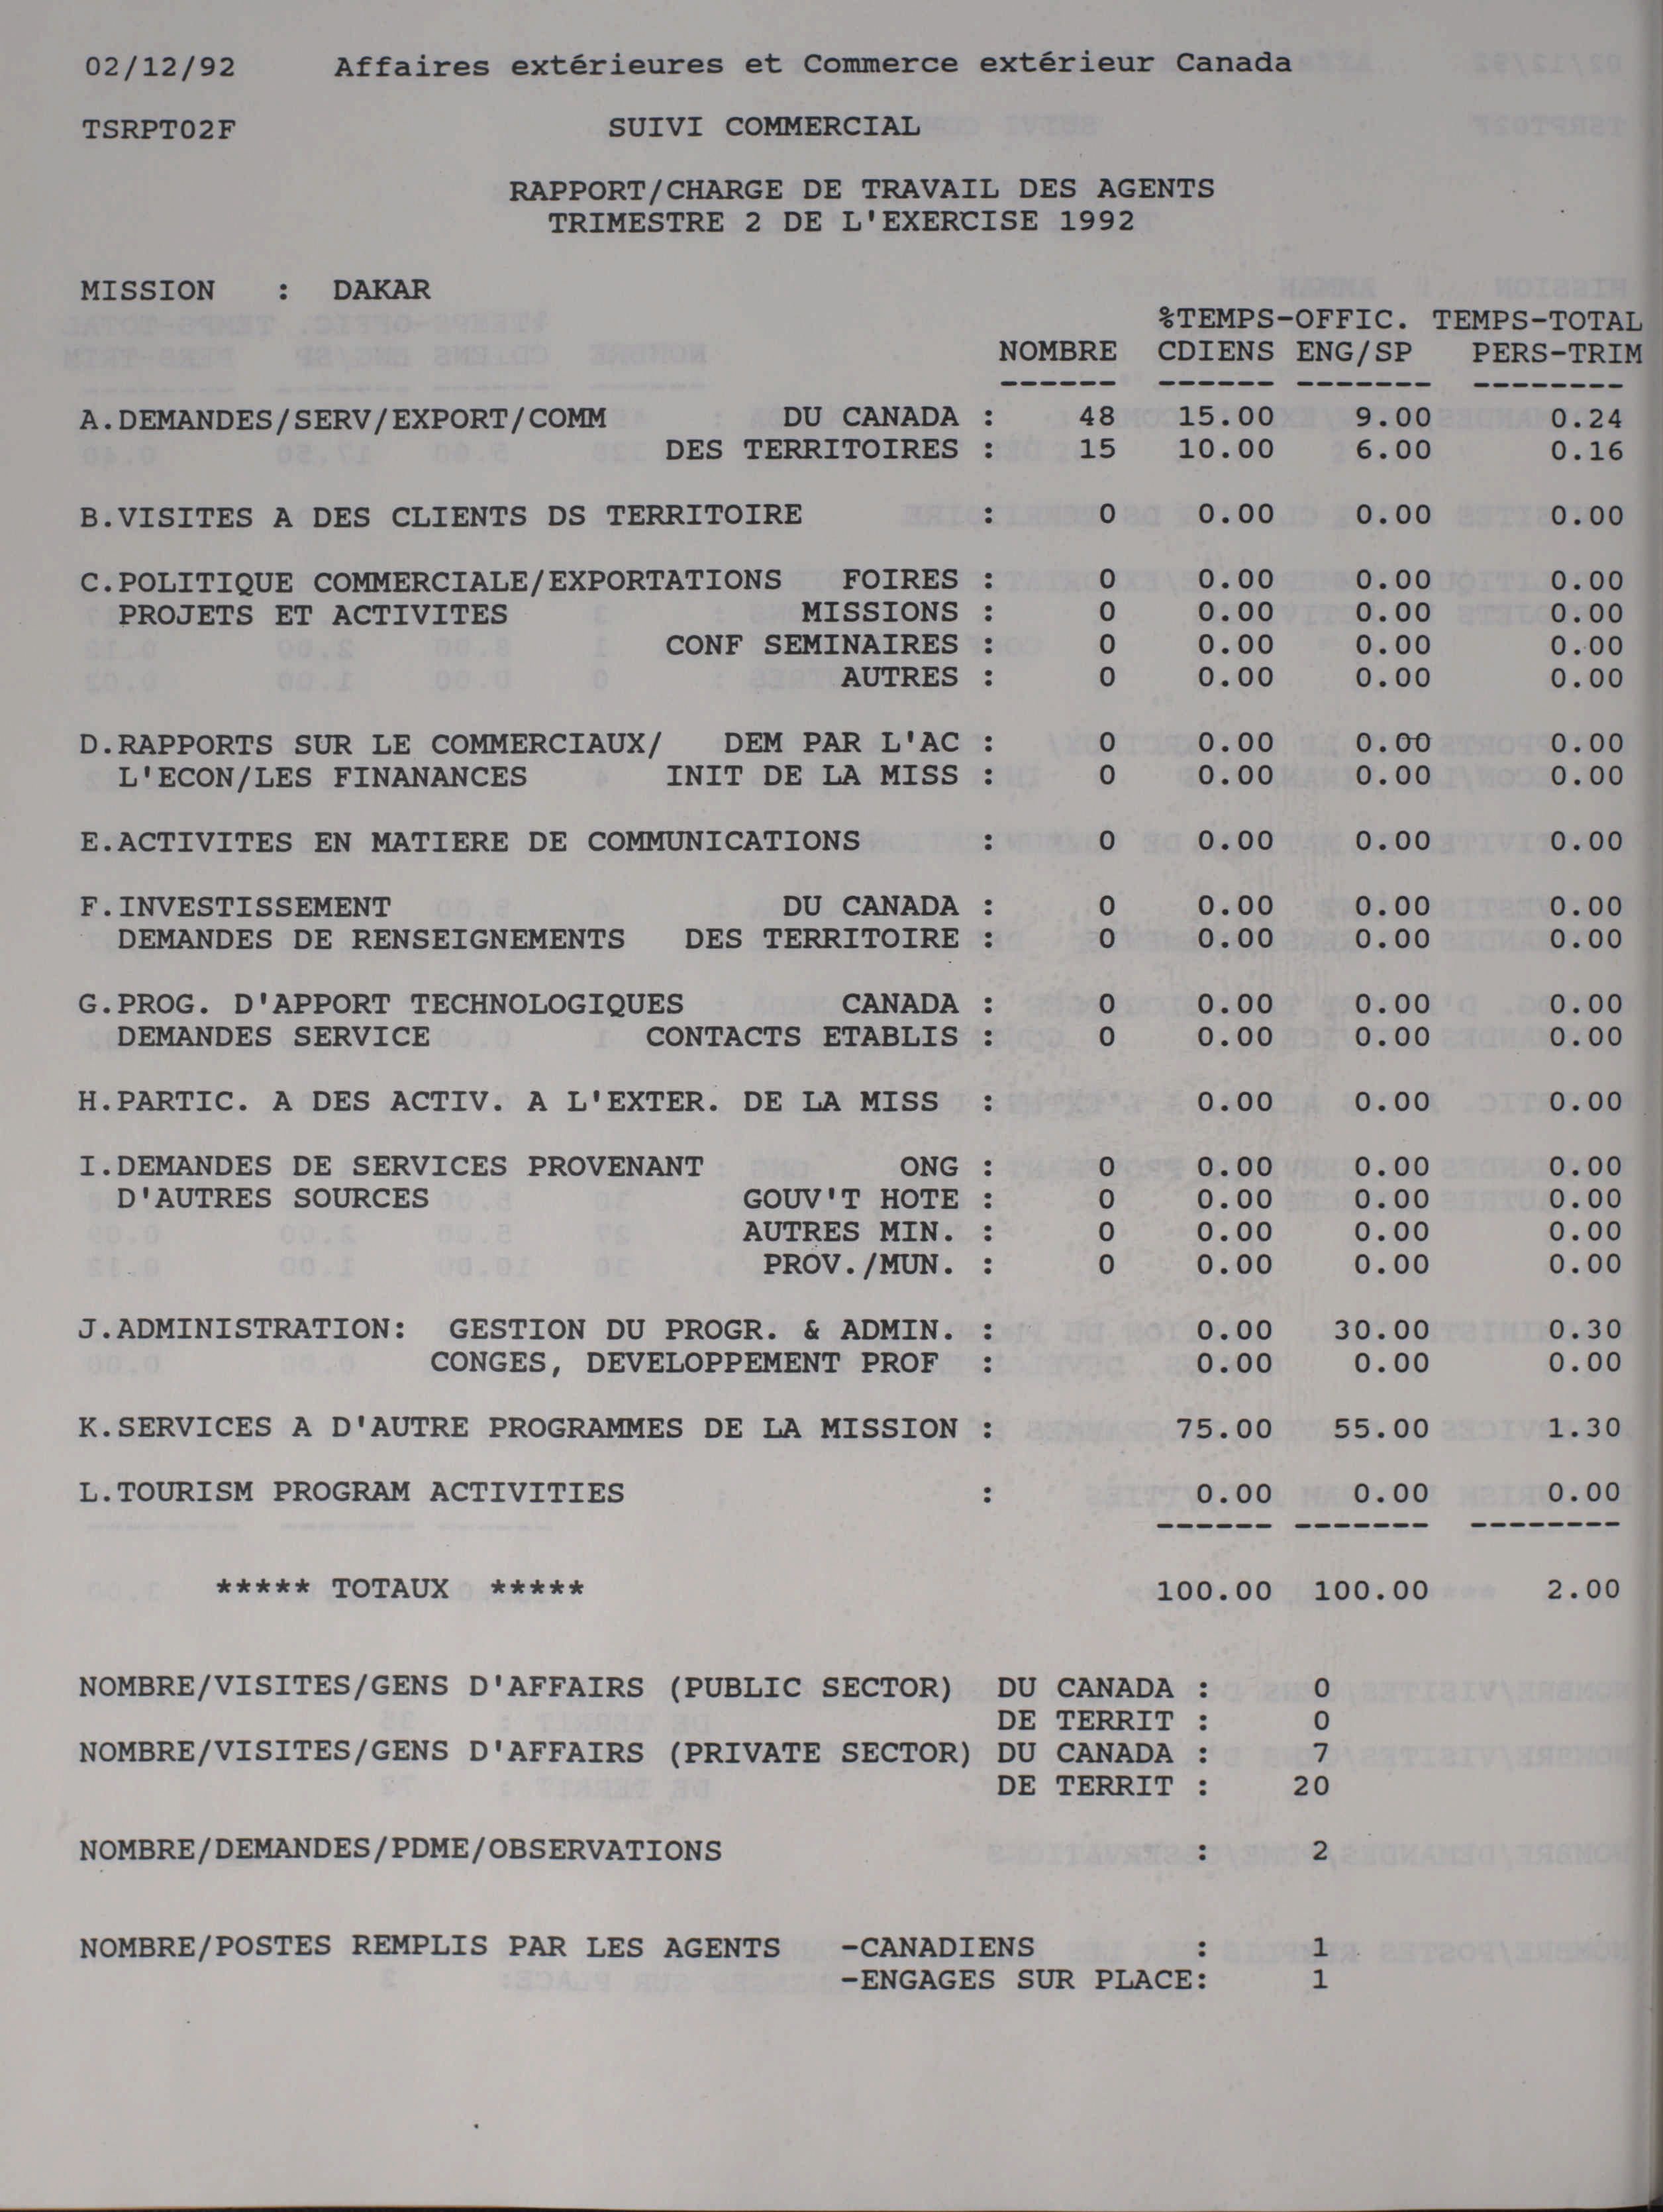 02/12/92 Affaires extérieures et Commerce extérieur Canada
TSRPT02F SUIVI COMMERCIAL
RAPPORT/CHARGE DE TRAVAIL DES AGENTS
TRIMESTRE 2 DE L'EXERCISE 1992
MISSION : DAKAR
%TEMPS-OFFIC. TEMPS-TOTAL
NOMBRE CDIENS ENG/SP PERS-TRIM
------ ------ ------- --------
A.DEMANDES/SERV/EXPORT/COMM DU CANADA : 48 15.00 9.00 0.24
DES TERRITOIRES : 15 10.00 6.00 0.16
B.VISITES A DES CLIENTS DS TERRITOIRE : 0 0.00 0.00 0.00
C.POLITIQUE COMMERCIALE/EXPORTATIONS FOIRES : 0 0.00 0.00 0.00
PROJETS ET ACTIVITES MISSIONS : 0 0.00 0.00 0.00
CONF SEMINAIRES : 0 0.00 0.00 0.00
AUTRES : 0 0.00 0.00 0.00
D.RAPPORTS SUR LE COMMERCIAUX/ DEM PAR L'AC : 0 0.00 0.00 0.00
L'ECON/LES FINANANCES INIT DE LA MISS : 0 0.00 0.00 0.00
E.ACTIVITES EN MATIERE DE COMMUNICATIONS : 0 0.00 0.00 0.00
F.INVESTISSEMENT DU CANADA : 0 0.00 0.00 0.00
DEMANDES DE RENSEIGNEMENTS DES TERRITOIRE : 0 0.00 0.00 0.00
G.PROG. D'APPORT TECHNOLOGIQUES CANADA : 0 0.00 0.00 0.00
DEMANDES SERVICE CONTACTS ETABLIS : 0 0.00 0.00 0.00
H.PARTIC. A DES ACTIV. A L'EXTER. DE LA MISS : 0.00 0.00 0.00
I.DEMANDES DE SERVICES PROVENANT ONG : 0 0.00 0.00 0.00
D'AUTRES SOURCES GOUV'T HOTE : 0 0.00 0.00 0.00
AUTRES MIN. : 0 0.00 0.00 0.00
PROV./MUN. : 0 0.00 0.00 0.00
J.ADMINISTRATION: GESTION DU PROGR. & ADMIN. : 0.00 30.00 0.30
CONGES, DEVELOPPEMENT PROF : 0.00 0.00 0.00
K.SERVICES A D'AUTRE PROGRAMMES DE LA MISSION : 75.00 55.00 1.30
L.TOURISM PROGRAM ACTIVITIES : 0.00 0.00 0.00
------ ------- --------
***** TOTAUX ***** 100.00 100.00 2.00
NOMBRE/VISITES/GENS D'AFFAIRS (PUBLIC SECTOR) DU CANADA : 0
DE TERRIT : 0
NOMBRE/VISITES/GENS D'AFFAIRS (PRIVATE SECTOR) DU CANADA : 7
DE TERRIT : 20
NOMBRE/DEMANDES/PDME/OBSERVATIONS : 2
NOMBRE/POSTES REMPLIS PAR LES AGENTS -CANADIENS : 1
-ENGAGES SUR PLACE: 1